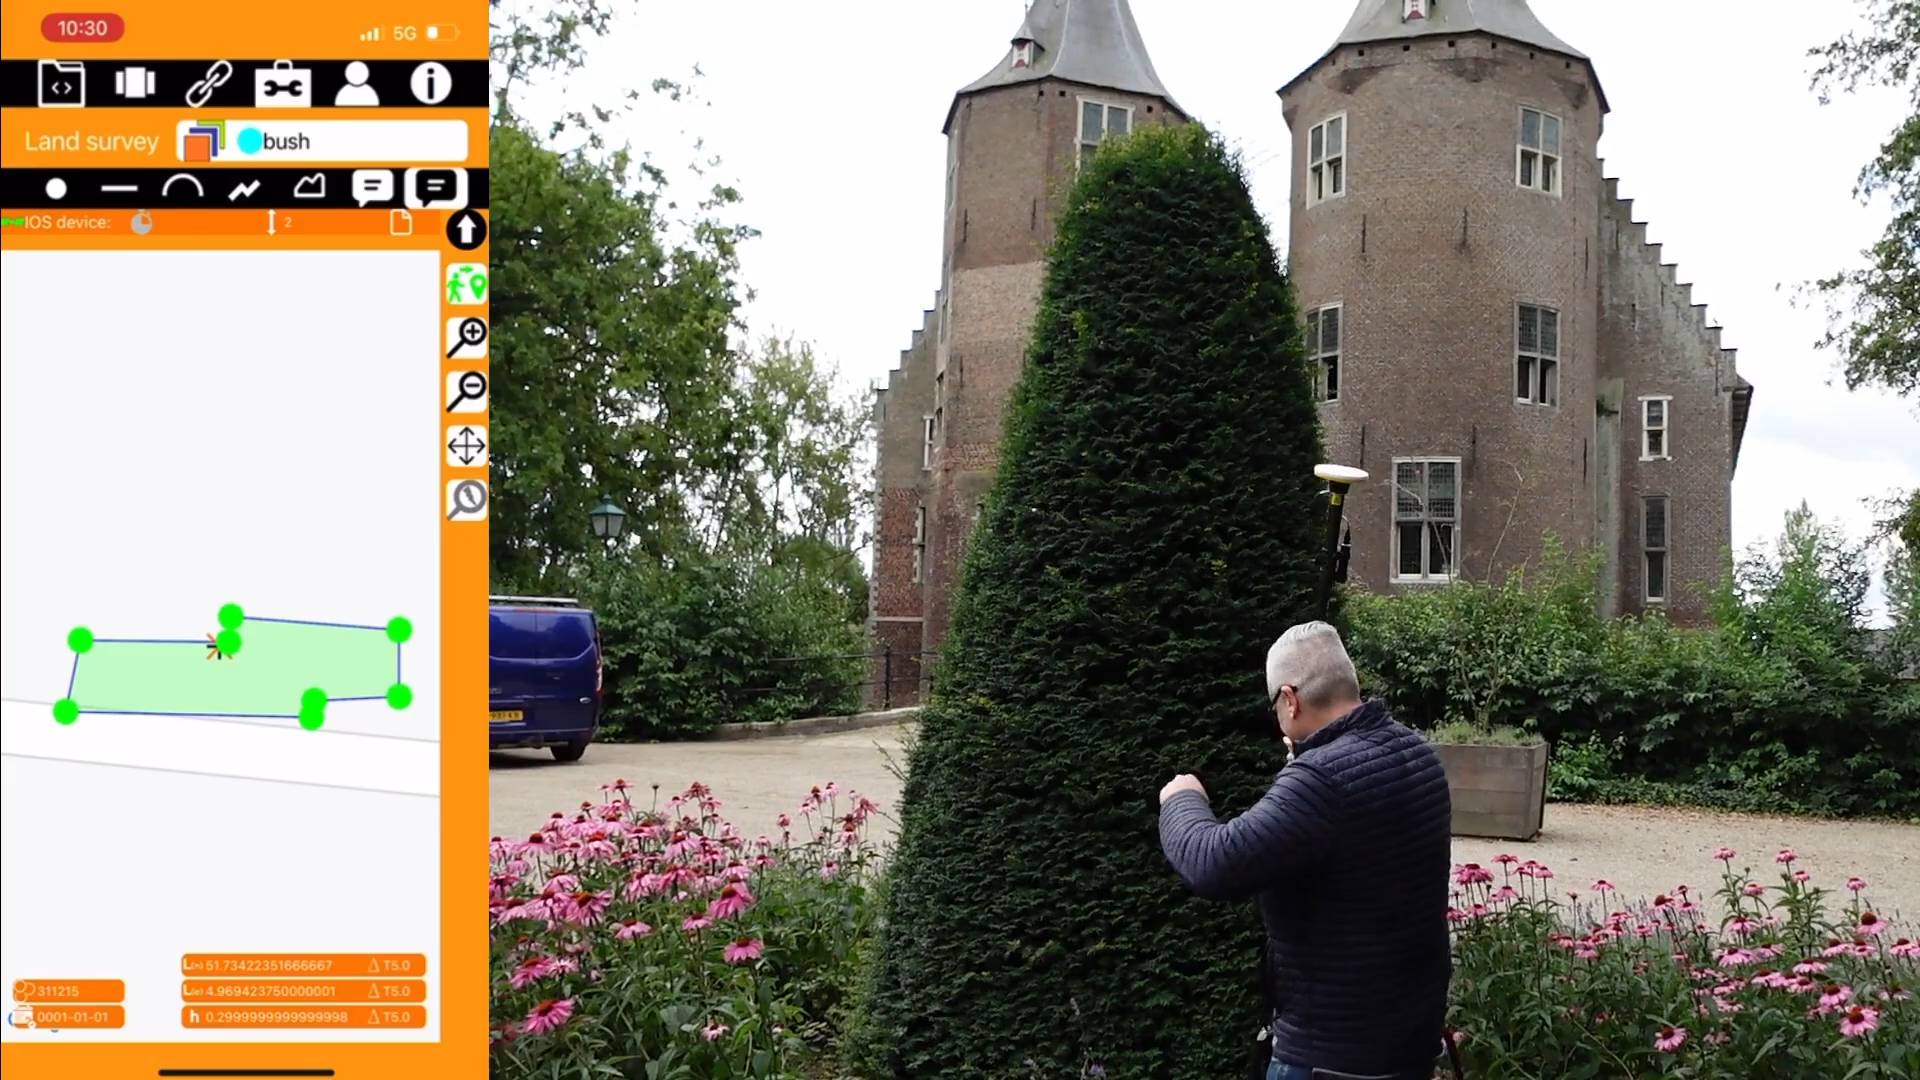 10:30
5G
Land survey
bush
IOS device:
2
L(n) 51.73422351666667 Δ T5.0
311215
L(e) 4.969423750000001 Δ T5.0
0001-01-01
h 0.2999999999999998 Δ T5.0